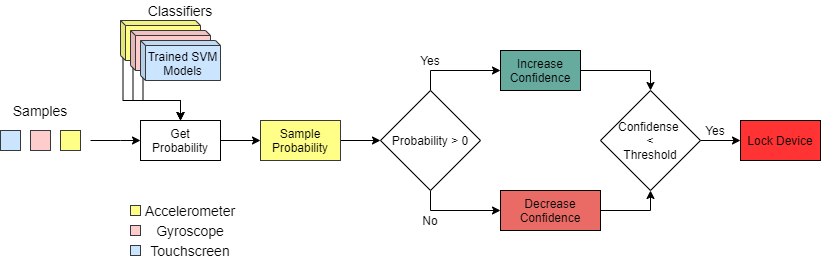 Classifiers
Trained SVM
Models
Samples
Get
Probability
Sample
Probability
Probability > 0
Yes
No
Increase
Confidence
Decrease
Confidence
Confidense
<
Threshold
Yes
Lock Device
Accelerometer
Gyroscope
Touchscreen